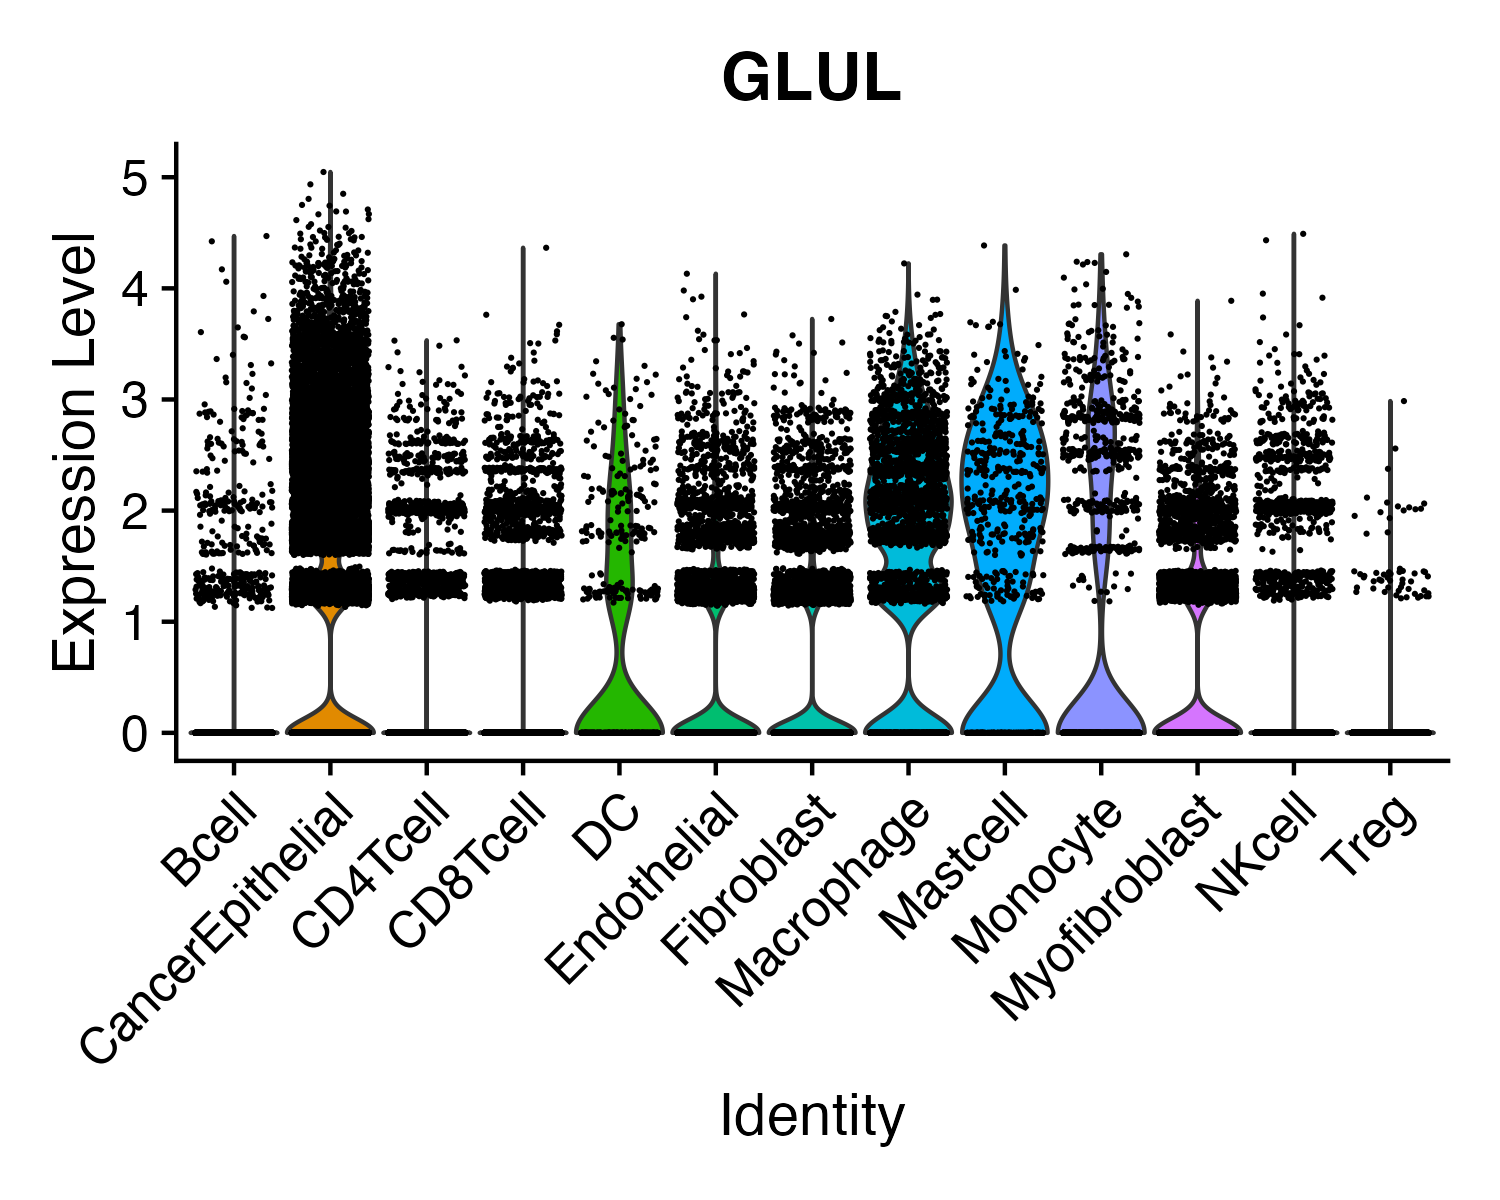 GLUL
Expression Level
5
4
3
2
1
0
Bcell
CancerEpithelial
CD4Tcell
CD8Tcell
DC
Endothelial
Fibroblast
Macrophage
Mastcell
Monocyte
Myofibroblast
NKcell
Treg
Identity